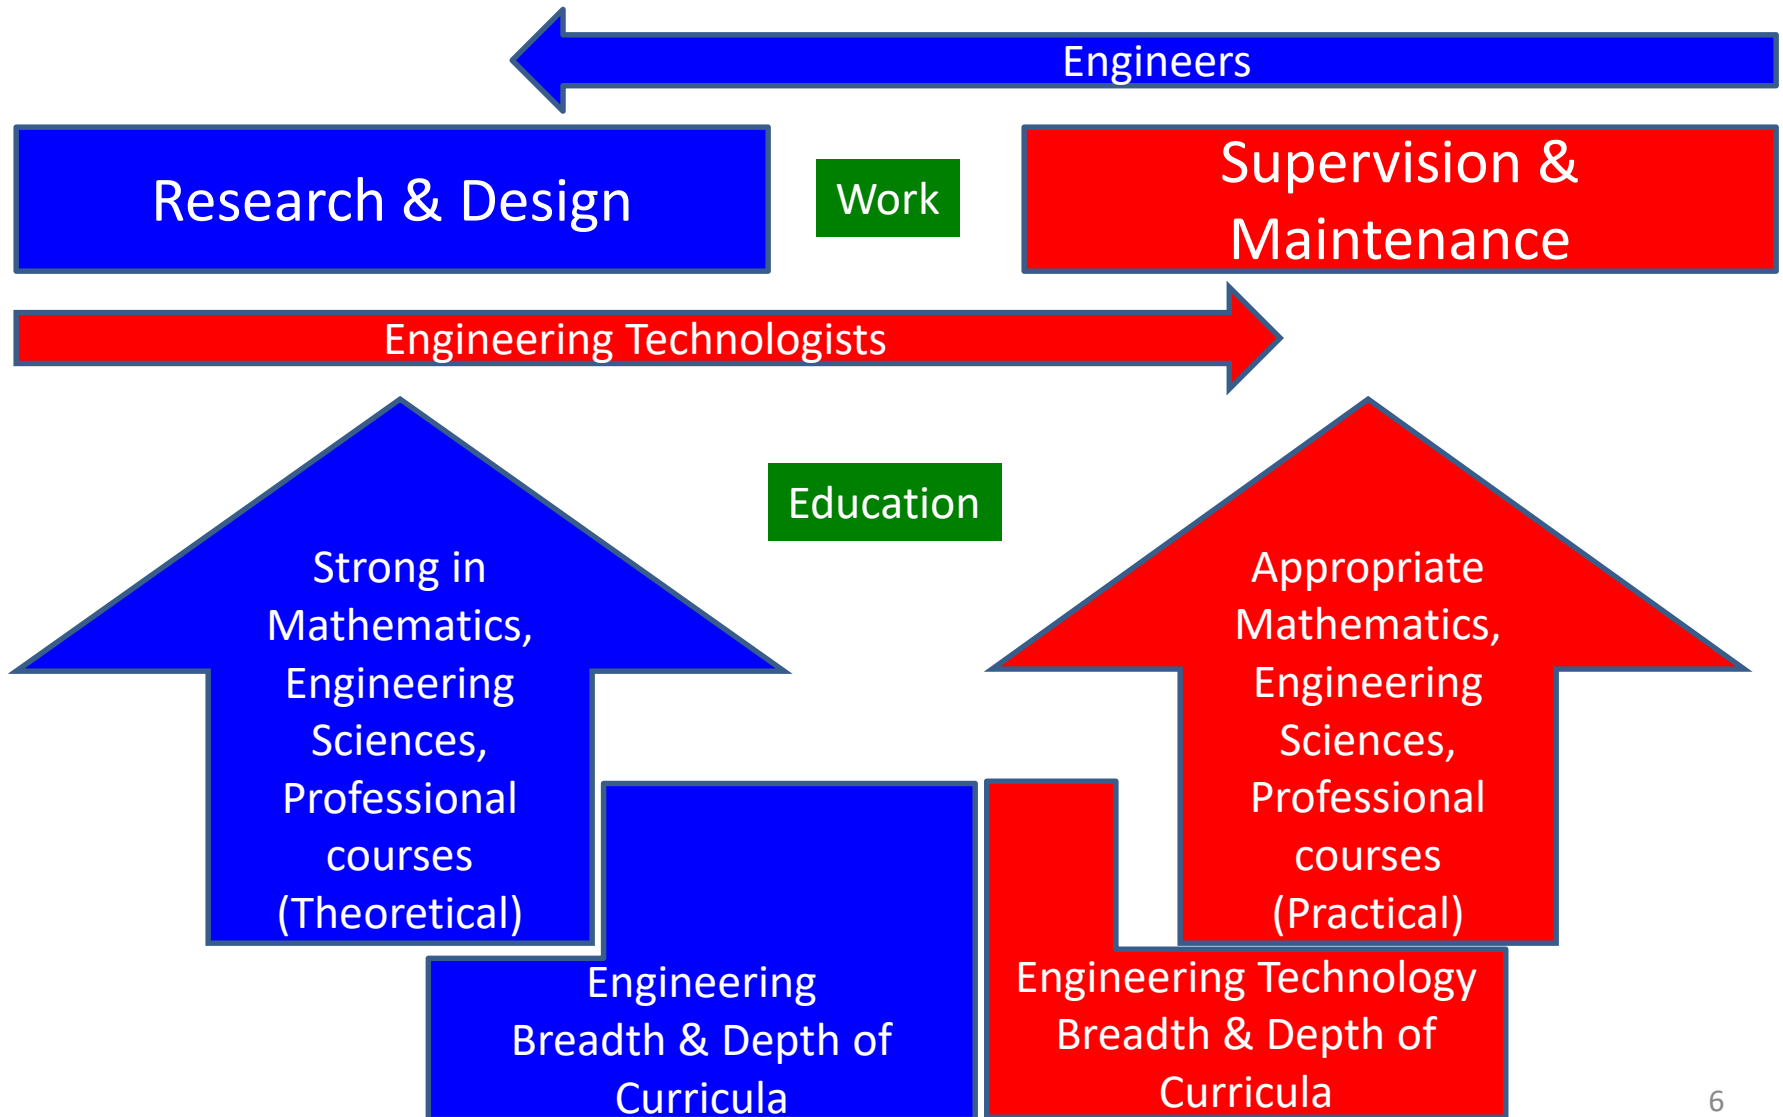 Engineers
Research & Design
Work
Supervision &
Maintenance
Engineering Technologists
Education
Strong in
Mathematics,
Engineering
Sciences,
Professional
courses
(Theoretical)
Appropriate
Mathematics,
Engineering
Sciences,
Professional
courses
(Practical)
Engineering
Breadth & Depth of
Curricula
Engineering Technology
Breadth & Depth of
Curricula
6